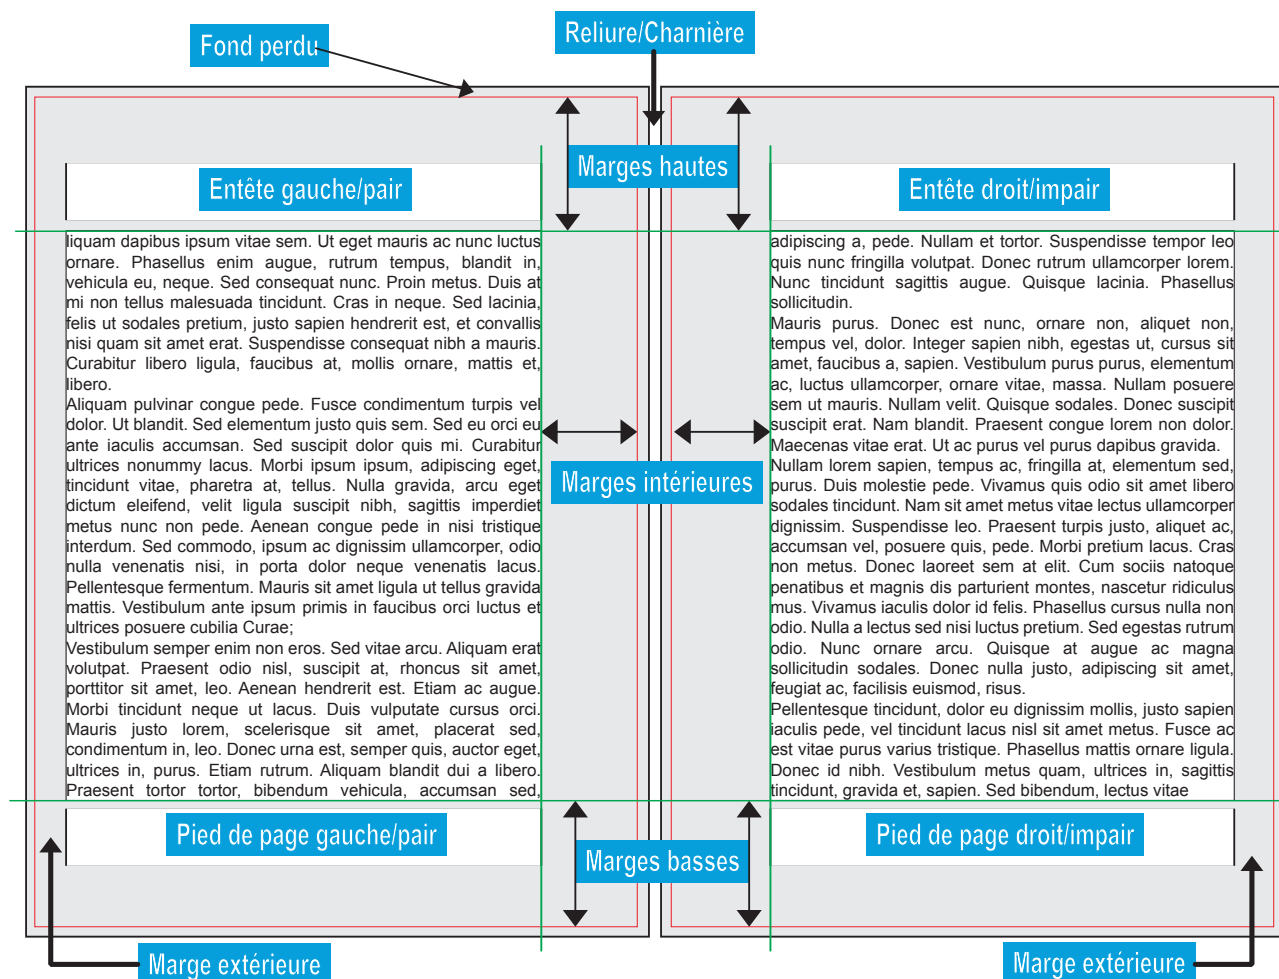 Reliure/Charnière
Fond perdu
Marges hautes
Entête gauche/pair
Entête droit/impair
liquam dapibus ipsum vitae sem. Ut eget mauris ac nunc luctus
ornare. Phasellus enim augue, rutrum tempus, blandit in,
vehicula eu, neque. Sed consequat nunc. Proin metus. Duis at
mi non tellus malesuada tincidunt. Cras in neque. Sed lacinia,
felis ut sodales pretium, justo sapien hendrerit est, et convallis
nisi quam sit amet erat. Suspendisse consequat nibh a mauris.
Curabitur libero ligula, faucibus at, mollis ornare, mattis et,
libero.
Aliquam pulvinar congue pede. Fusce condimentum turpis vel
dolor. Ut blandit. Sed elementum justo quis sem. Sed eu orci eu
ante iaculis accumsan. Sed suscipit dolor quis mi. Curabitur
ultrices nonummy lacus. Morbi ipsum ipsum, adipiscing eget,
tincidunt vitae, pharetra at, tellus. Nulla gravida, arcu eget
dictum eleifend, velit ligula suscipit nibh, sagittis imperdiet
metus nunc non pede. Aenean congue pede in nisi tristique
interdum. Sed commodo, ipsum ac dignissim ullamcorper, odio
nulla venenatis nisi, in porta dolor neque venenatis lacus.
Pellentesque fermentum. Mauris sit amet ligula ut tellus gravida
mattis. Vestibulum ante ipsum primis in faucibus orci luctus et
ultrices posuere cubilia Curae;
Vestibulum semper enim non eros. Sed vitae arcu. Aliquam erat
volutpat. Praesent odio nisl, suscipit at, rhoncus sit amet,
porttitor sit amet, leo. Aenean hendrerit est. Etiam ac augue.
Morbi tincidunt neque ut lacus. Duis vulputate cursus orci.
Mauris justo lorem, scelerisque sit amet, placerat sed,
condimentum in, leo. Donec urna est, semper quis, auctor eget,
ultrices in, purus. Etiam rutrum. Aliquam blandit dui a libero.
Praesent tortor tortor, bibendum vehicula, accumsan sed,
Marges intérieures
adipiscing a, pede. Nullam et tortor. Suspendisse tempor leo
quis nunc fringilla volutpat. Donec rutrum ullamcorper lorem.
Nunc tincidunt sagittis augue. Quisque lacinia. Phasellus
sollicitudin.
Mauris purus. Donec est nunc, ornare non, aliquet non,
tempus vel, dolor. Integer sapien nibh, egestas ut, cursus sit
amet, faucibus a, sapien. Vestibulum purus purus, elementum
ac, luctus ullamcorper, ornare vitae, massa. Nullam posuere
sem ut mauris. Nullam velit. Quisque sodales. Donec suscipit
suscipit erat. Nam blandit. Praesent congue lorem non dolor.
Maecenas vitae erat. Ut ac purus vel purus dapibus gravida.
Nullam lorem sapien, tempus ac, fringilla at, elementum sed,
purus. Duis molestie pede. Vivamus quis odio sit amet libero
sodales tincidunt. Nam sit amet metus vitae lectus ullamcorper
dignissim. Suspendisse leo. Praesent turpis justo, aliquet ac,
accumsan vel, posuere quis, pede. Morbi pretium lacus. Cras
non metus. Donec laoreet sem at elit. Cum sociis natoque
penatibus et magnis dis parturient montes, nascetur ridiculus
mus. Vivamus iaculis dolor id felis. Phasellus cursus nulla non
odio. Nulla a lectus sed nisi luctus pretium. Sed egestas rutrum
odio. Nunc ornare arcu. Quisque at augue ac magna
sollicitudin sodales. Donec nulla justo, adipiscing sit amet,
feugiat ac, facilisis euismod, risus.
Pellentesque tincidunt, dolor eu dignissim mollis, justo sapien
iaculis pede, vel tincidunt lacus nisl sit amet metus. Fusce ac
est vitae purus varius tristique. Phasellus mattis ornare ligula.
Donec id nibh. Vestibulum metus quam, ultrices in, sagittis
tincidunt, gravida et, sapien. Sed bibendum, lectus vitae
Pied de page gauche/pair
Marges basses
Pied de page droit/impair
Marge extérieure
Marge extérieure